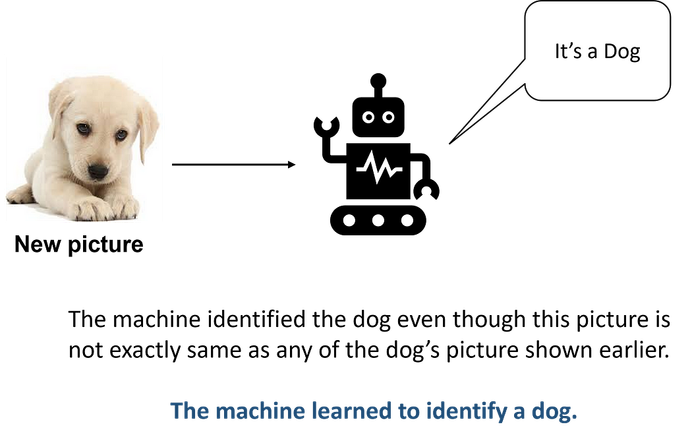 It's a Dog
New picture
The machine identified the dog even though this picture is
not exactly same as any of the dog's picture shown earlier.
The machine learned to identify a dog.